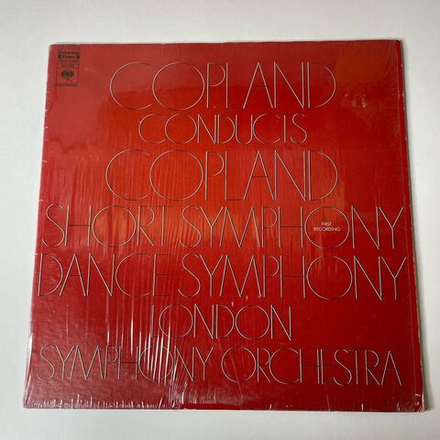 COPLAND
CONDUCTS
COPLAND
SHORT SYMPHONY
FIRST
RECORDING
DANCE SYMPHONY
LONDON
SYMPHONY ORCHESTRA